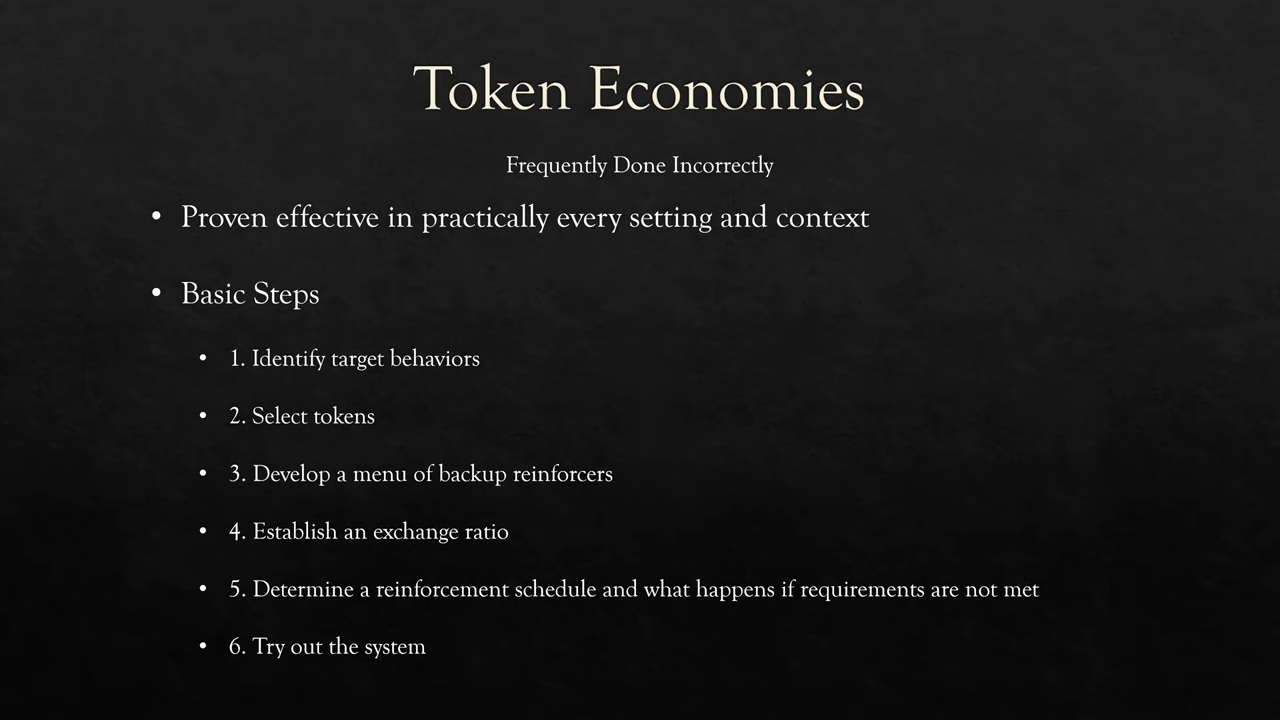 Token Economies
Frequently Done Incorrectly
• Proven effective in practically every setting and context
• Basic Steps
• 1. Identify target behaviors
• 2. Select tokens
• 3. Develop a menu of backup reinforcers
• 4. Establish an exchange ratio
• 5. Determine a reinforcement schedule and what happens if requirements are not met
• 6. Try out the system